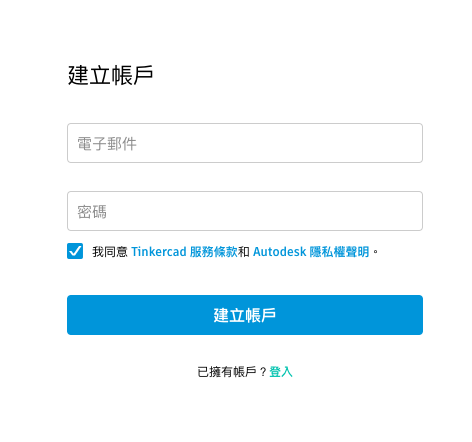 建立帳戶
電子郵件
密碼
我同意 Tinkercad 服務條款和 Autodesk 隱私權聲明。
建立帳戶
已擁有帳戶？登入